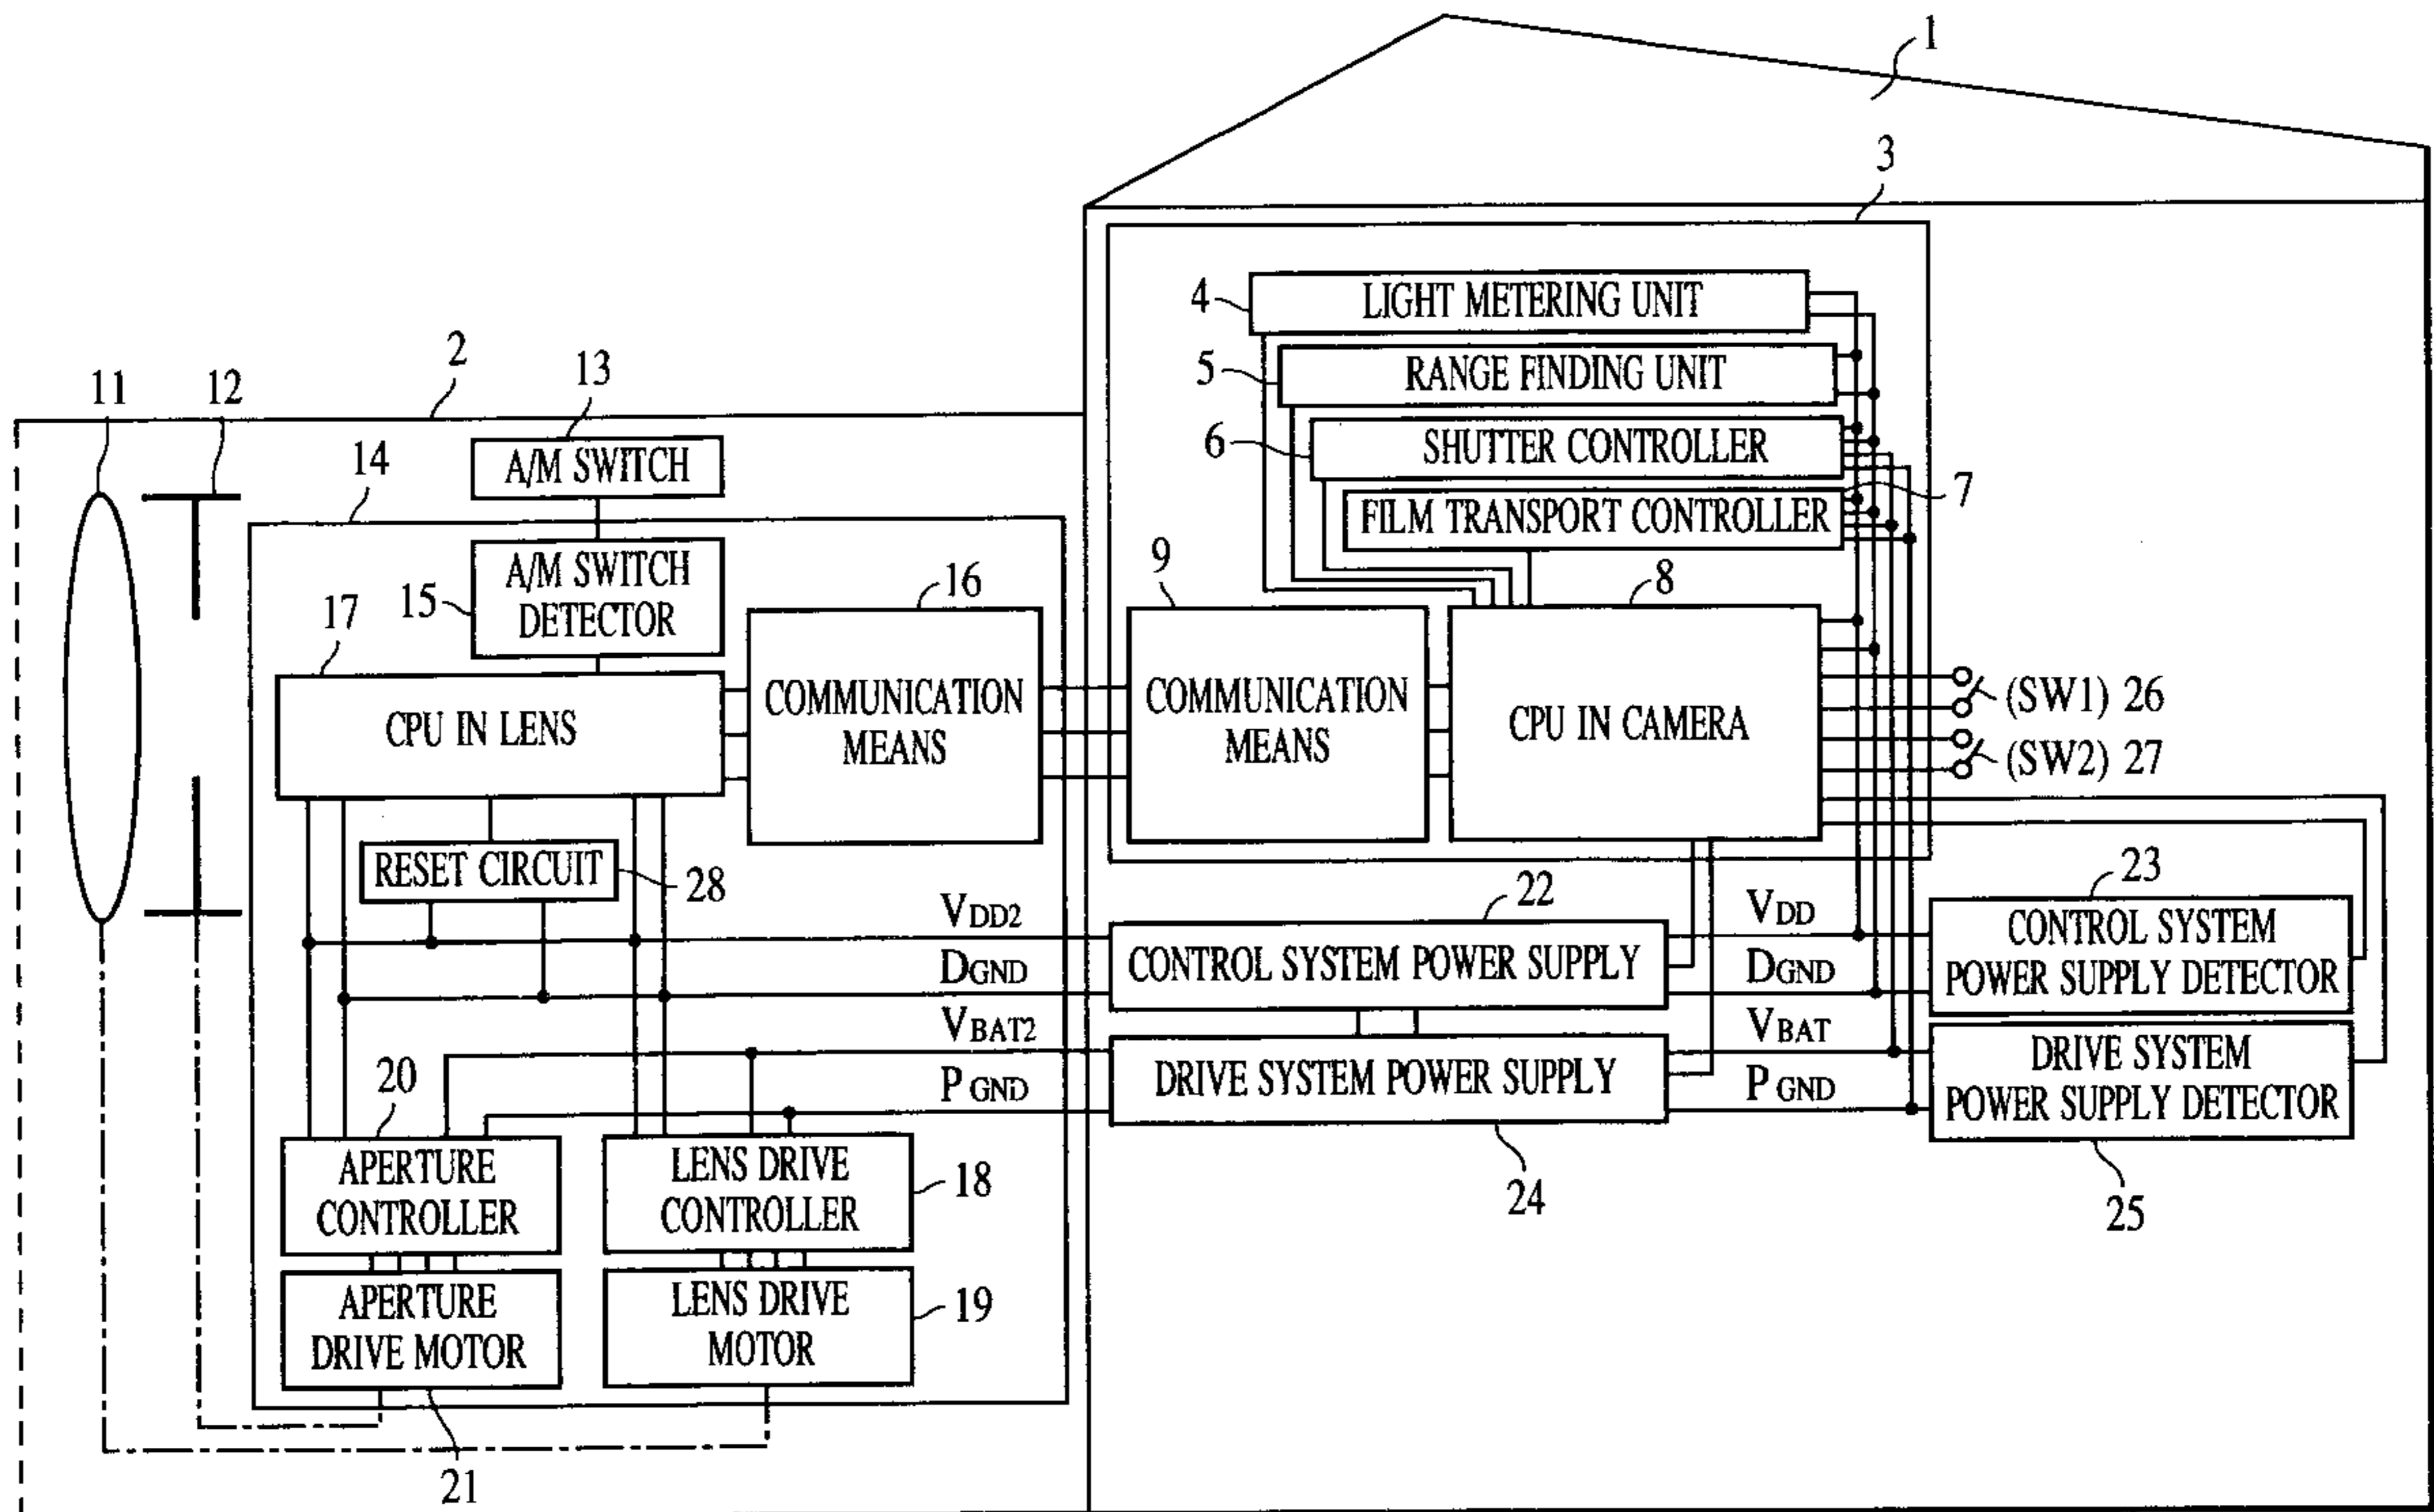 1
3
4
LIGHT METERING UNIT
5
RANGE FINDING UNIT
6
SHUTTER CONTROLLER
7
FILM TRANSPORT CONTROLLER
2
11
12
13
A/M SWITCH
14
15
A/M SWITCH
DETECTOR
16
COMMUNICATION
MEANS
17
CPU IN LENS
9
COMMUNICATION
MEANS
8
CPU IN CAMERA
(SW1) 26
(SW2) 27
RESET CIRCUIT
28
VDD2
DGND
VBAT2
PGND
22
CONTROL SYSTEM POWER SUPPLY
DRIVE SYSTEM POWER SUPPLY
24
VDD
DGND
VBAT
PGND
23
CONTROL SYSTEM
POWER SUPPLY DETECTOR
DRIVE SYSTEM
POWER SUPPLY DETECTOR
25
20
APERTURE
CONTROLLER
LENS DRIVE
CONTROLLER
18
APERTURE
DRIVE MOTOR
LENS DRIVE
MOTOR
19
21